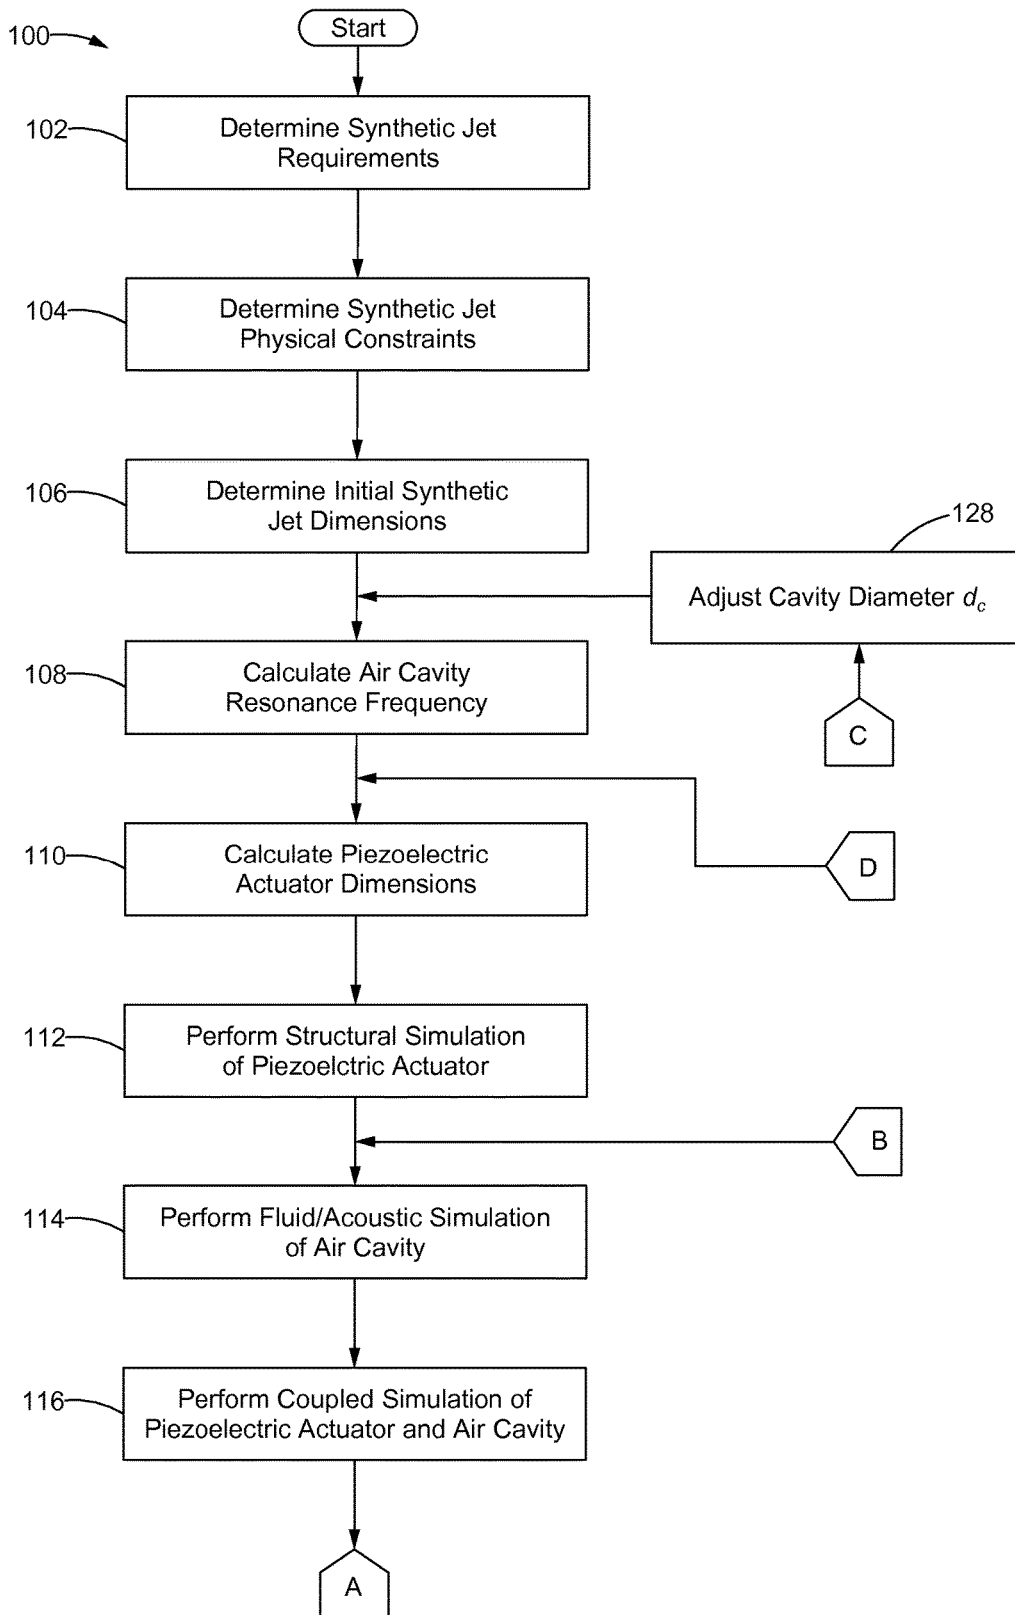 100
Start
102
Determine Synthetic Jet
Requirements
104
Determine Synthetic Jet
Physical Constraints
106
Determine Initial Synthetic
Jet Dimensions
128
Adjust Cavity Diameter dc
108
Calculate Air Cavity
Resonance Frequency
C
110
Calculate Piezoelectric
Actuator Dimensions
D
112
Perform Structural Simulation
of Piezoelctric Actuator
B
114
Perform Fluid/Acoustic Simulation
of Air Cavity
116
Perform Coupled Simulation of
Piezoelectric Actuator and Air Cavity
A